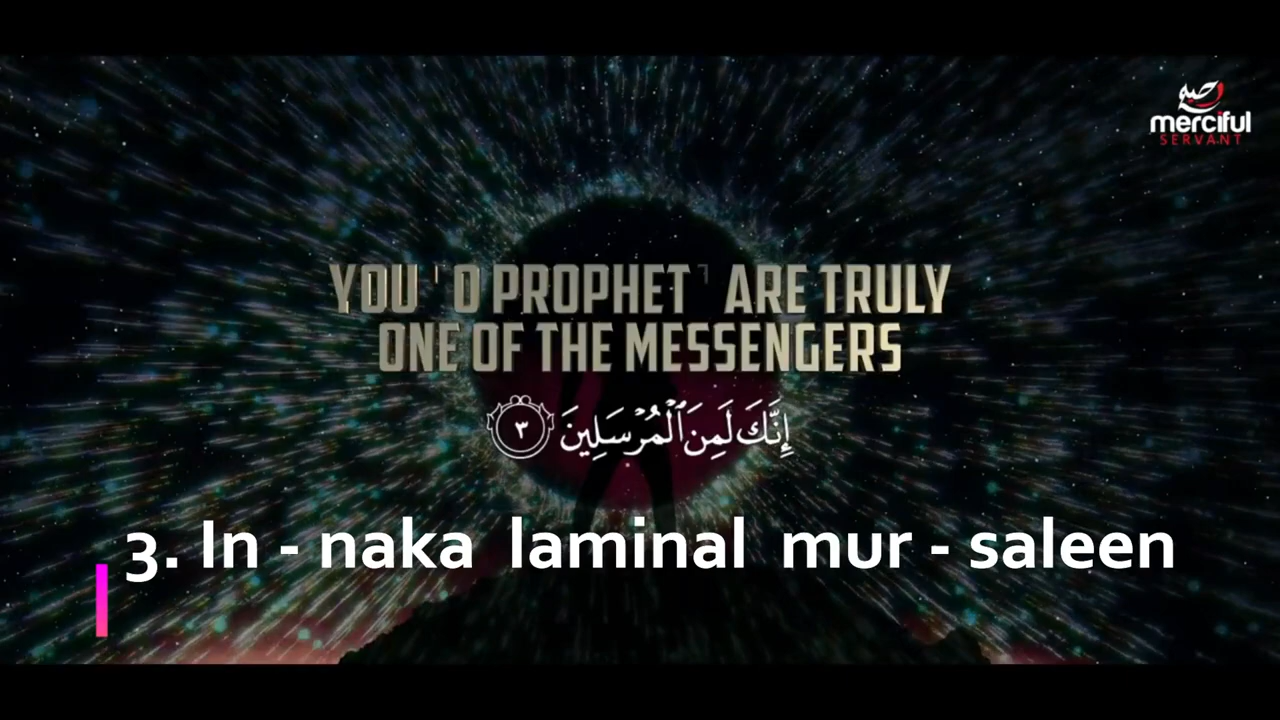 merciful
SERVANT
YOU ' O PROPHET ' ARE TRULY
ONE OF THE MESSENGERS
إِنَّكَ لَمِنَ ٱلْمُرْسَلِينَ ٣
3. In - naka laminal mur - saleen